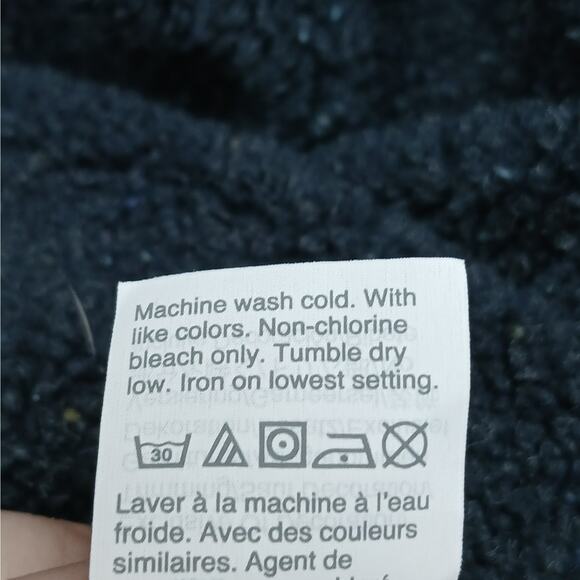 Machine wash cold. With
like colors. Non-chlorine
bleach only. Tumble dry
low. Iron on lowest setting.
30
Laver à la machine à l'eau
froide. Avec des couleurs
similaires. Agent de